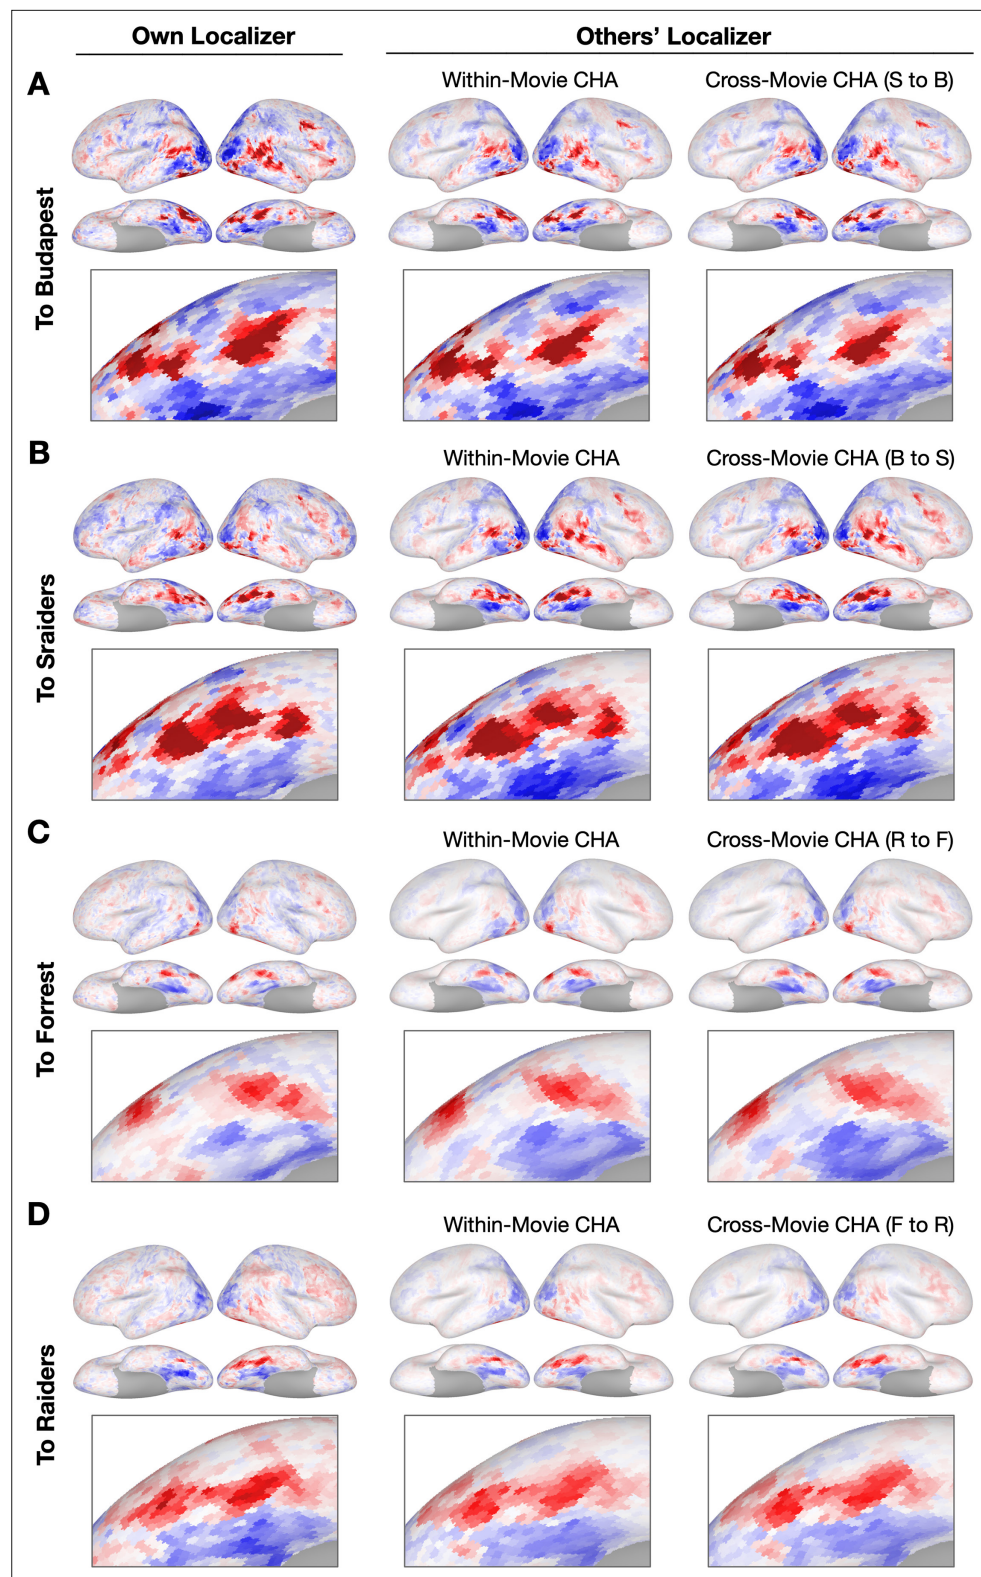 Own Localizer
Others' Localizer
A
Within-Movie CHA
Cross-Movie CHA (S to B)
To Budapest
B
Within-Movie CHA
Cross-Movie CHA (B to S)
To Sraiders
C
Within-Movie CHA
Cross-Movie CHA (R to F)
To Forrest
D
Within-Movie CHA
Cross-Movie CHA (F to R)
To Raiders